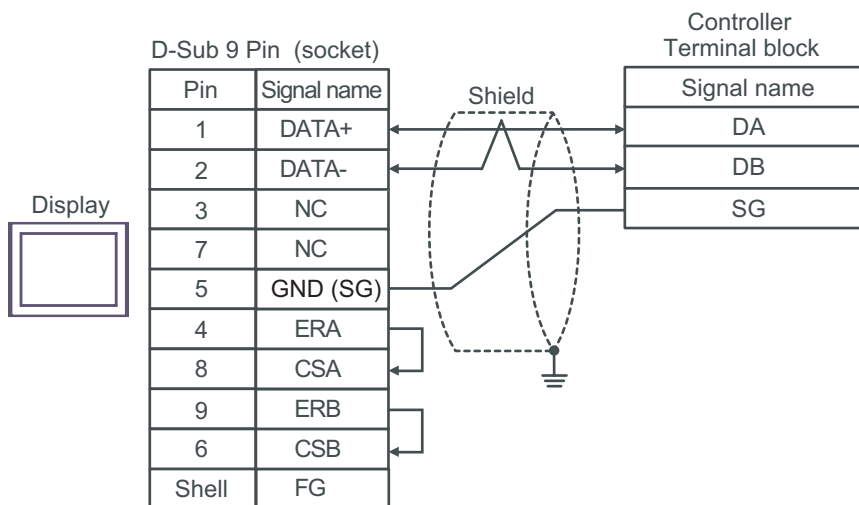 Controller
Terminal block
D-Sub 9 Pin (socket)
Pin Signal name
Shield
Signal name
1 DATA+
DA
2 DATA-
DB
Display
3 NC
SG
7 NC
5 GND (SG)
4 ERA
8 CSA
9 ERB
6 CSB
Shell FG